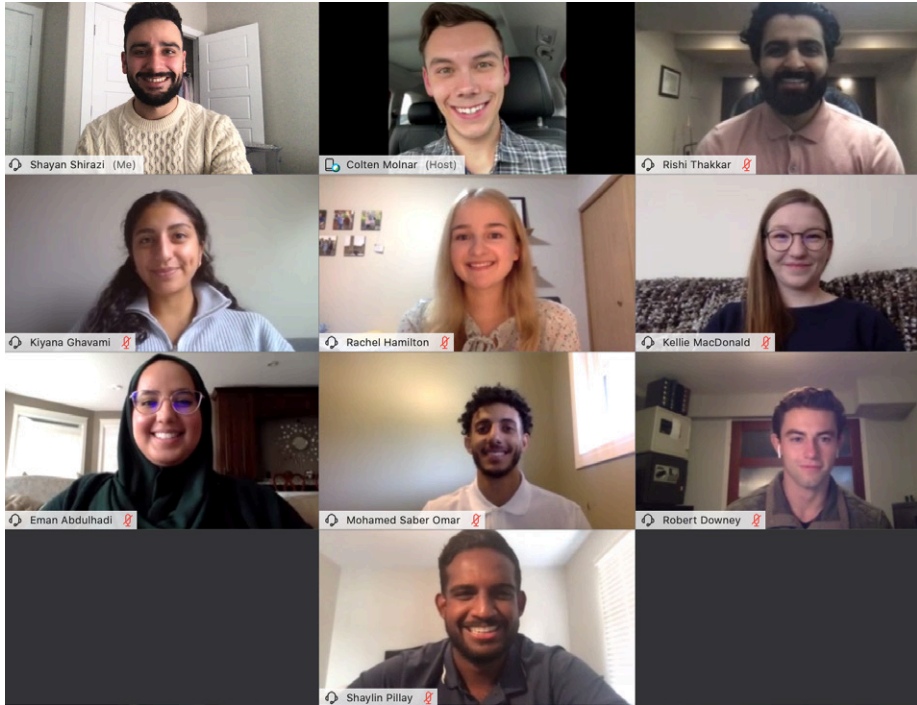 Shayan Shirazi (Me)
Colten Molnar (Host)
Rishi Thakkar
Kiyana Ghavami
Rachel Hamilton
Kellie MacDonald
Eman Abdulhadi
Mohamed Saber Omar
Robert Downey
Shaylin Pillay